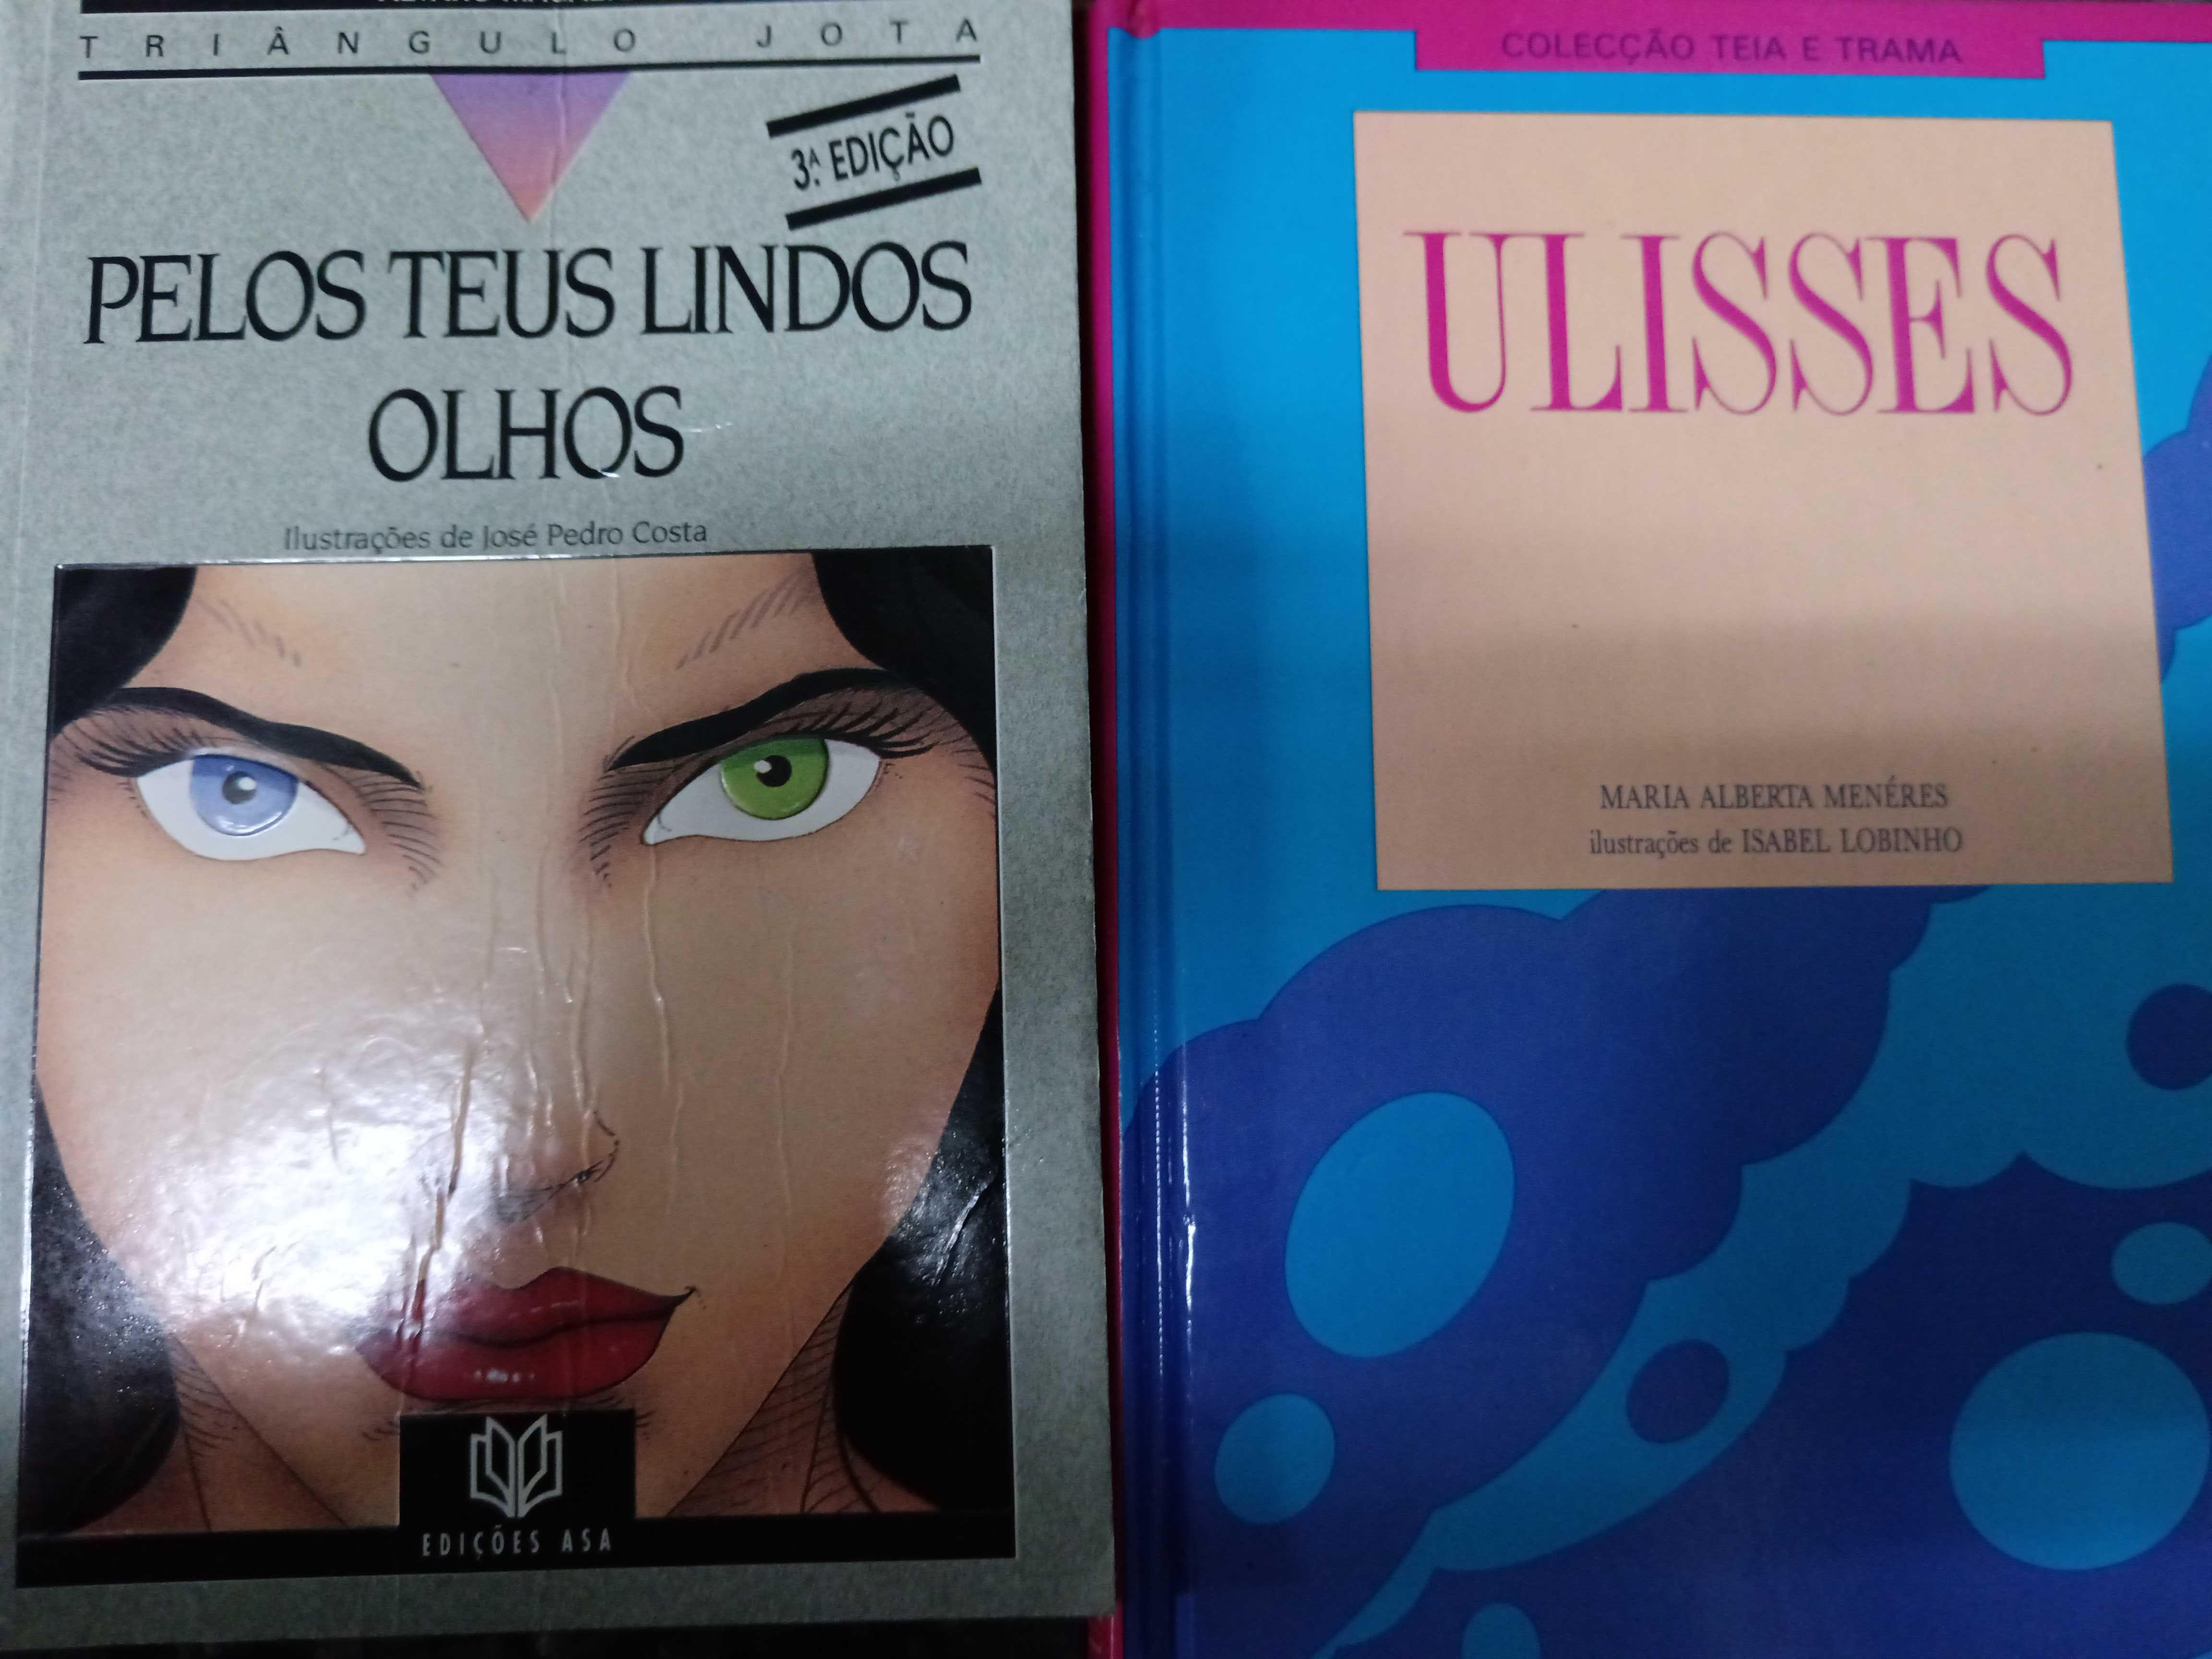 TRIÂNGULO JOTA
3.ª EDIÇÃO
PELOS TEUS LINDOS
OLHOS
Ilustrações de José Pedro Costa
EDIÇÕES ASA
COLECÇÃO TEIA E TRAMA
ULISSES
MARIA ALBERTA MENÉRES
ilustrações de ISABEL LOBINHO